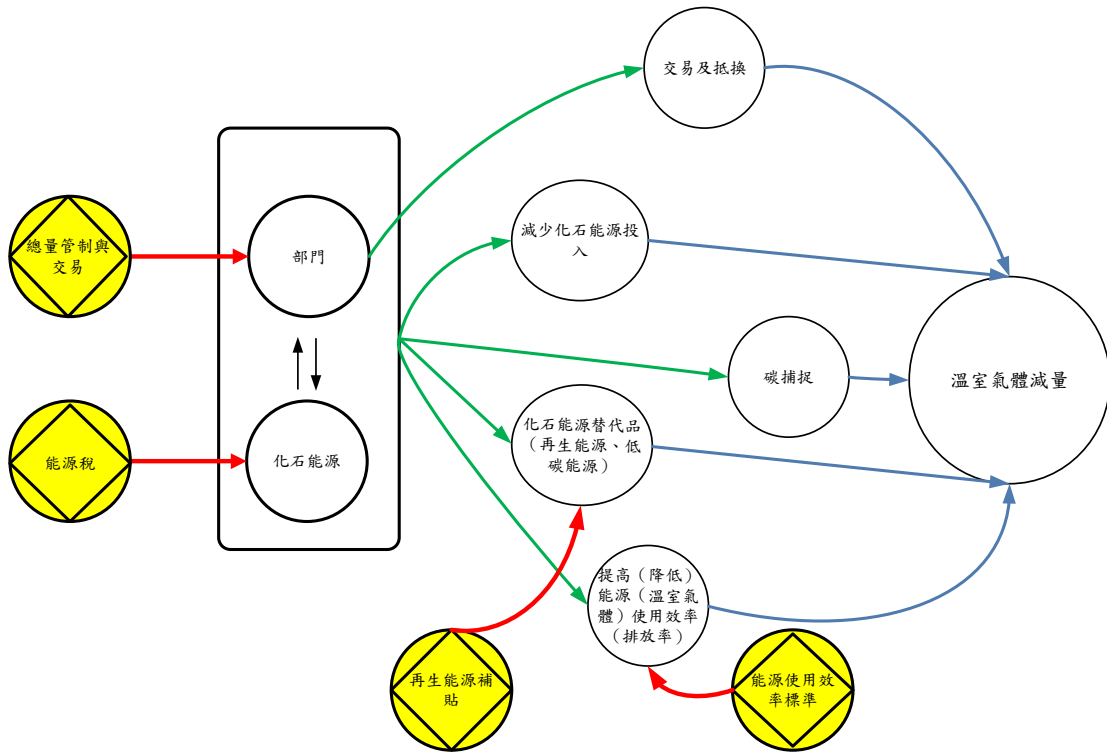 交易及抵換
總量管制與
交易
部門
減少化石能源投
入
碳捕捉
溫室氣體減量
能源稅
化石能源
化石能源替代品
（再生能源、低
碳能源）
提高（降低）
能源（溫室氣
體）使用效率
（排放率）
再生能源補
貼
能源使用效
率標準